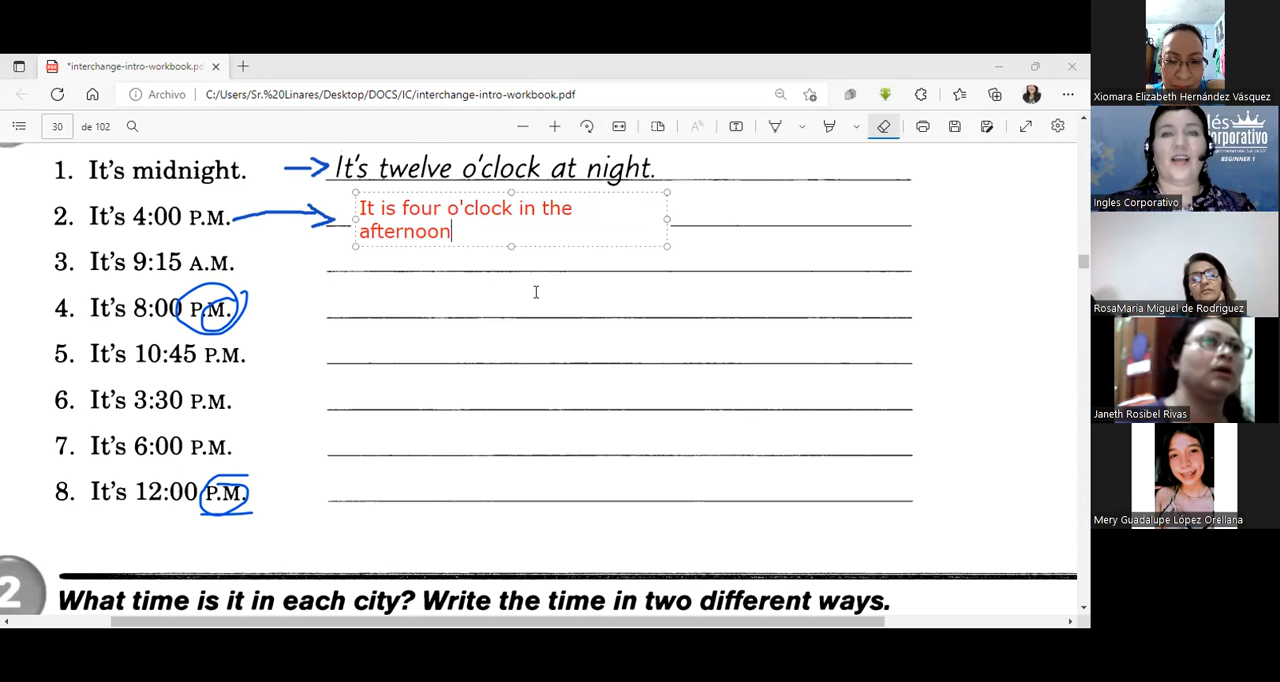 *interchange-intro-workbook.pd
Archivo
C:/Users/Sr.%20Linares/Desktop/DOCS/IC/interchange-intro-workbook.pdf
30 de 102
1. It's midnight. It's twelve o'clock at night.
2. It's 4:00 P.M. It is four o'clock in the
afternoon
3. It's 9:15 A.M.
4. It's 8:00 P.M.
5. It's 10:45 P.M.
6. It's 3:30 P.M.
7. It's 6:00 P.M.
8. It's 12:00 P.M.
2 What time is it in each city? Write the time in two different ways.
Xiomara Elizabeth Hernández Vásquez
lés
orporativo
BEGINNER 1
Ingles Corporativo
RosaMaria Miguel de Rodriguez
Janeth Rosibel Rivas
Mery Guadalupe López Orellana